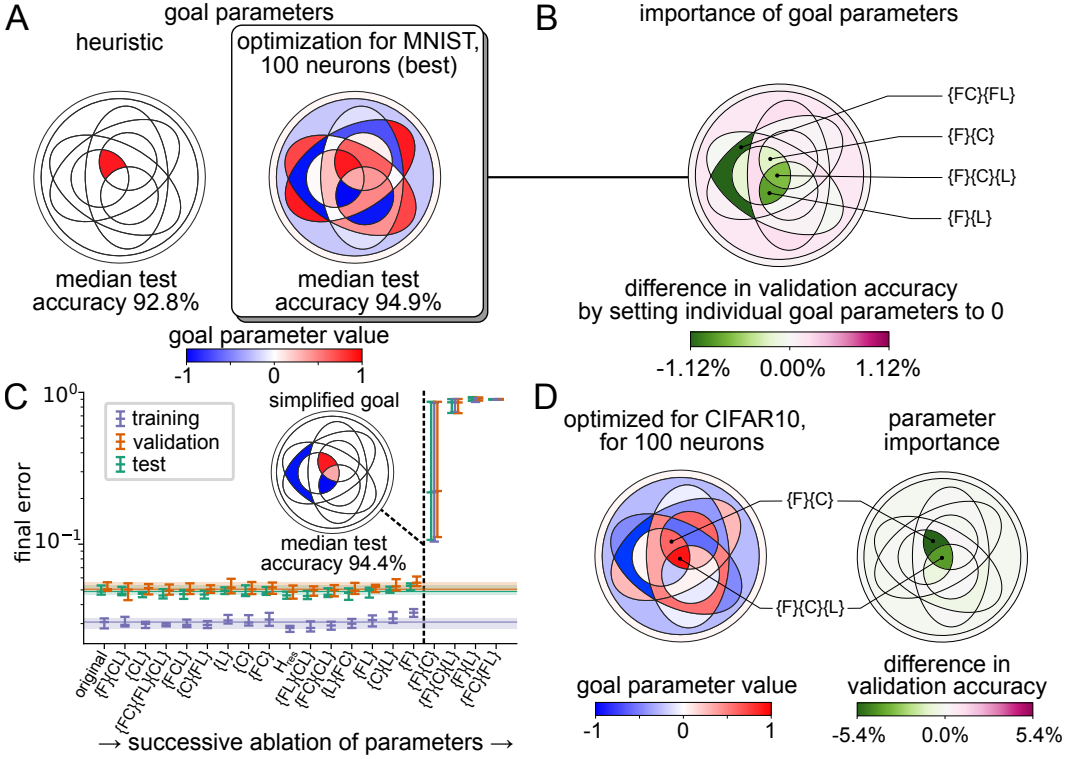 A
goal parameters
heuristic
optimization for MNIST,
100 neurons (best)
median test
accuracy 92.8%
median test
accuracy 94.9%
goal parameter value
-1
0
1
B
importance of goal parameters
{FC}{FL}
{F}{C}
{F}{C}{L}
{F}{L}
difference in validation accuracy
by setting individual goal parameters to 0
-1.12%
0.00%
1.12%
C
final error
10⁰
10⁻¹
training
validation
test
simplified goal
median test
accuracy 94.4%
original
{F}{CL}
{CL}
{FC}{FL}{CL}
{FCL}
{C}{FL}
{L}
{C}
{FC}
H_res
{FL}{CL}
{FC}{CL}
{L}{FC}
{FL}
{C}{L}
{F}
{F}{C}
{F}{C}{L}
{F}{L}
{FC}{FL}
→ successive ablation of parameters →
D
optimized for CIFAR10,
for 100 neurons
parameter
importance
{F}{C}
{F}{C}{L}
goal parameter value
-1
0
1
difference in
validation accuracy
-5.4%
0.0%
5.4%